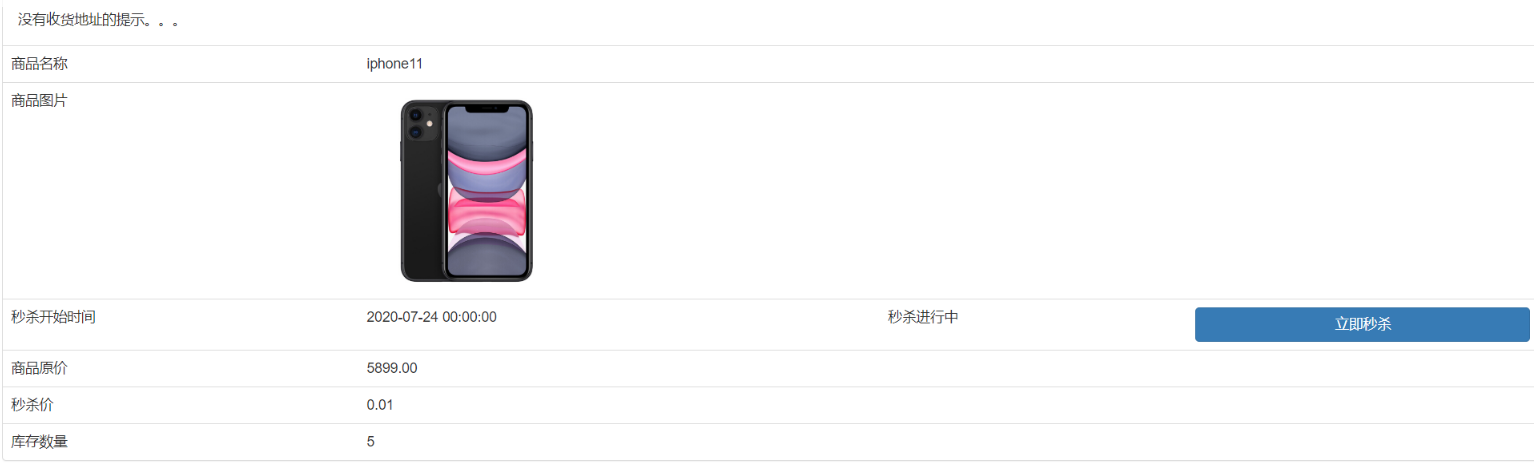 没有收货地址的提示。。。
商品名称 iphone11
商品图片
秒杀开始时间 2020-07-24 00:00:00 秒杀进行中 立即秒杀
商品原价 5899.00
秒杀价 0.01
库存数量 5